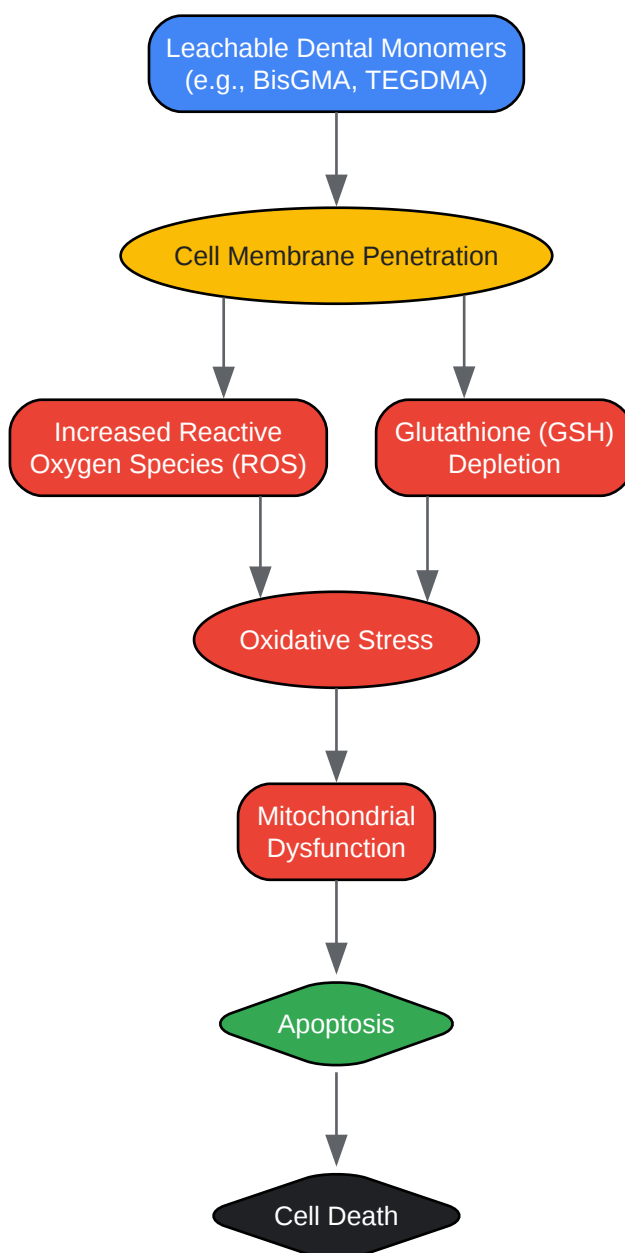 Leachable Dental Monomers
(e.g., BisGMA, TEGDMA)
Cell Membrane Penetration
Increased Reactive
Oxygen Species (ROS)
Glutathione (GSH)
Depletion
Oxidative Stress
Mitochondrial
Dysfunction
Apoptosis
Cell Death